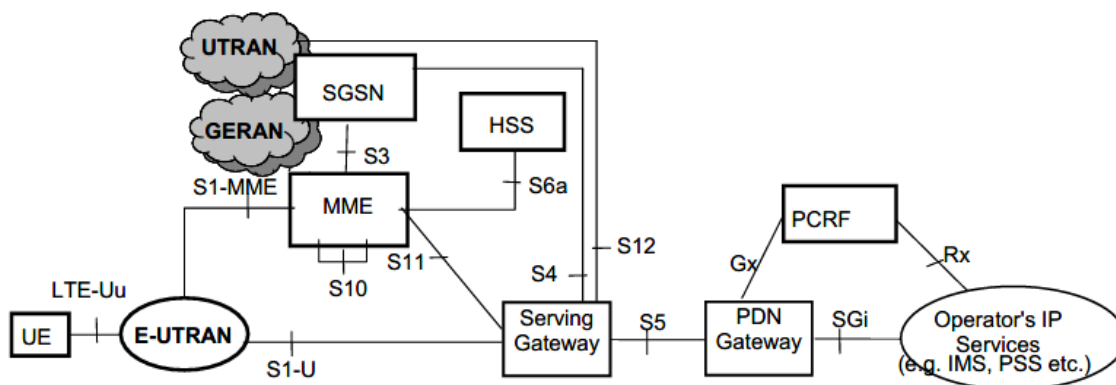 UTRAN
SGSN
GERAN
HSS
S3
S6a
S1-MME
MME
PCRF
S12
S11
S10
S4
Gx
Rx
LTE-Uu
UE
E-UTRAN
S1-U
Serving
Gateway
S5
PDN
Gateway
SGi
Operator's IP
Services
(e.g. IMS, PSS etc.)